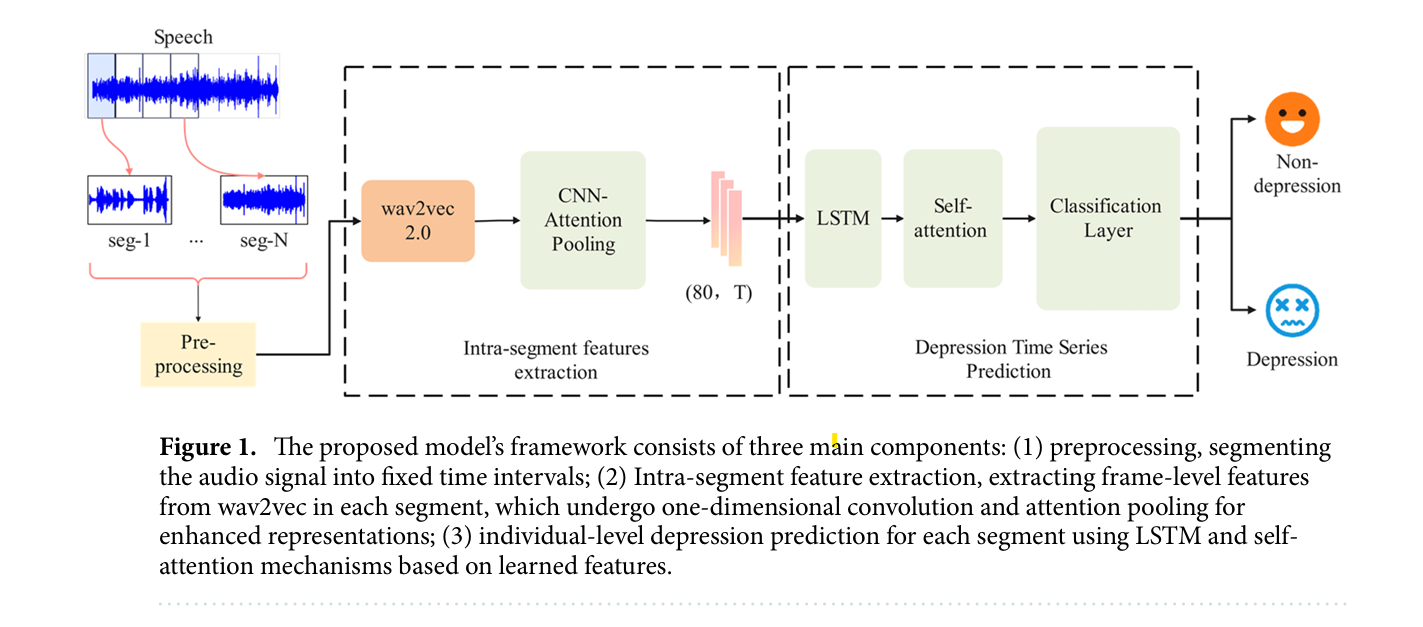 Speech
seg-1
...
seg-N
Pre-
processing
wav2vec
2.0
CNN-
Attention
Pooling
(80, T)
Intra-segment features
extraction
LSTM
Self-
attention
Classification
Layer
Depression Time Series
Prediction
Non-
depression
Depression
Figure 1. The proposed model’s framework consists of three main components: (1) preprocessing, segmenting
the audio signal into fixed time intervals; (2) Intra-segment feature extraction, extracting frame-level features
from wav2vec in each segment, which undergo one-dimensional convolution and attention pooling for
enhanced representations; (3) individual-level depression prediction for each segment using LSTM and self-
attention mechanisms based on learned features.